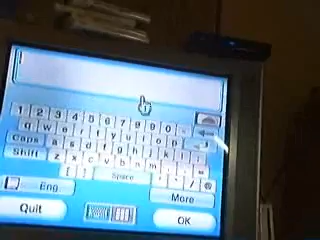 1 2 3 4 5 6 7 8 9 0 -
q w e r t y u i o p
Caps a s d f g h j k l
Shift z x c v b n m
[ ] Space ' - / @
Eng More
Quit OK